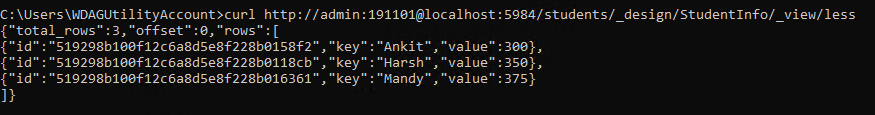 C:\Users\WDAGUtilityAccount>curl http://admin:191101@localhost:5984/students/_design/StudentInfo/_view/less
{"total_rows":3,"offset":0,"rows":[
{"id":"519298b100f12c6a8d5e8f228b0158f2","key":"Ankit","value":300},
{"id":"519298b100f12c6a8d5e8f228b0118cb","key":"Harsh","value":350},
{"id":"519298b100f12c6a8d5e8f228b016361","key":"Mandy","value":375}
]}